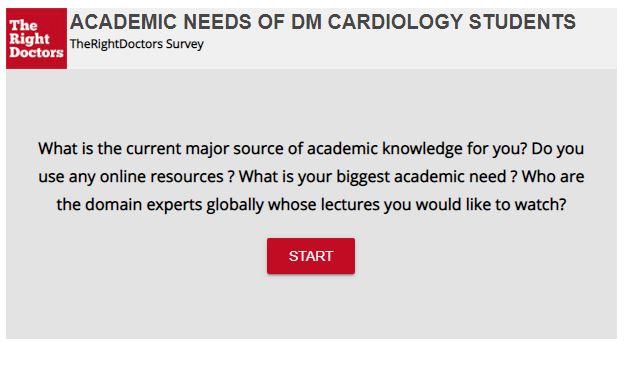 The
Right
Doctors
ACADEMIC NEEDS OF DM CARDIOLOGY STUDENTS
TheRightDoctors Survey
What is the current major source of academic knowledge for you? Do you
use any online resources ? What is your biggest academic need ? Who are
the domain experts globally whose lectures you would like to watch?
START